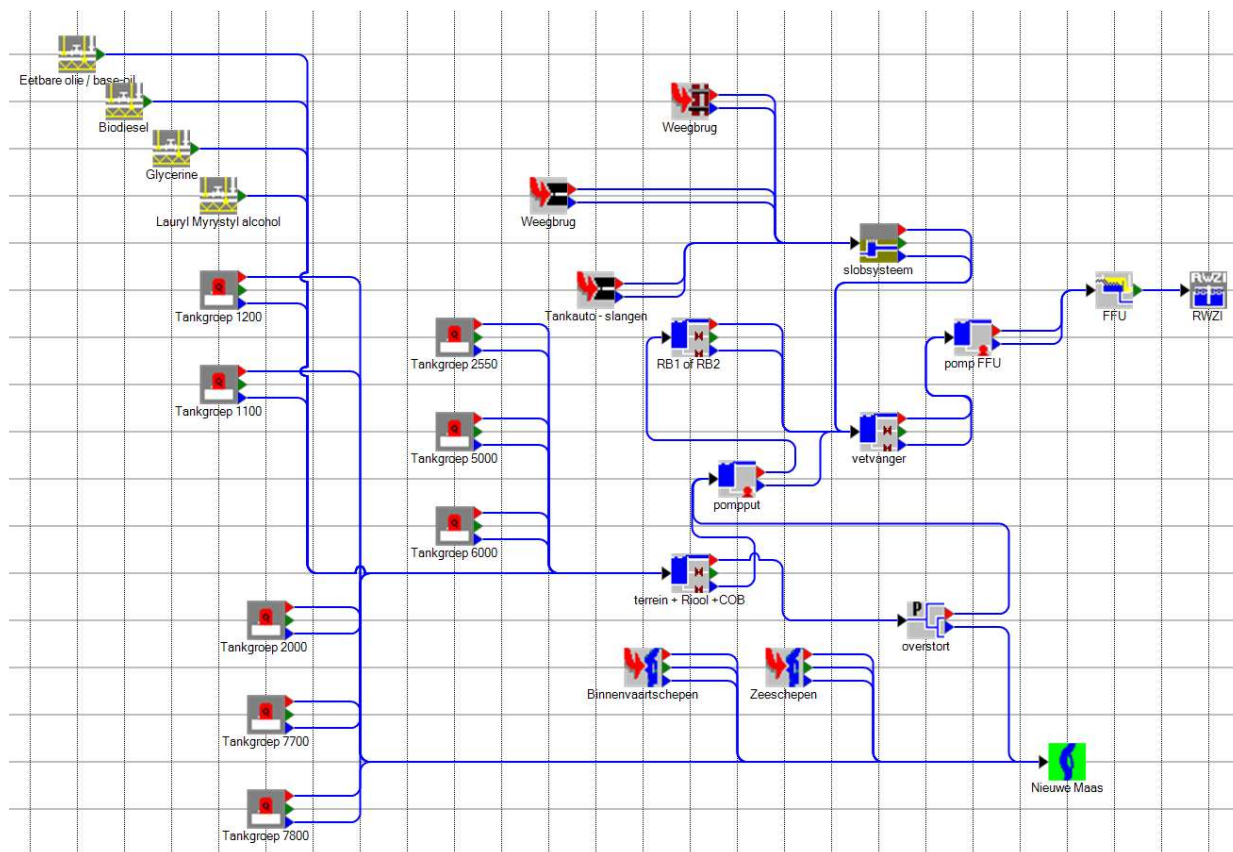 Eetbare olie / base-oil
Biodiesel
Weegbrug
Glycerine
Lauryl Myrystyl alcohol
Weegbrug
slobsysteem
RWZI
Tankgroep 1200
Tankauto - slangen
FFU
RWZI
Tankgroep 2550
RB1 of RB2
pomp FFU
Tankgroep 1100
Tankgroep 5000
vetvanger
pompput
Tankgroep 6000
terrein + Riool +COB
P
Tankgroep 2000
overstort
Binnenvaartschepen
Zeeschepen
Tankgroep 7700
Nieuwe Maas
Tankgroep 7800